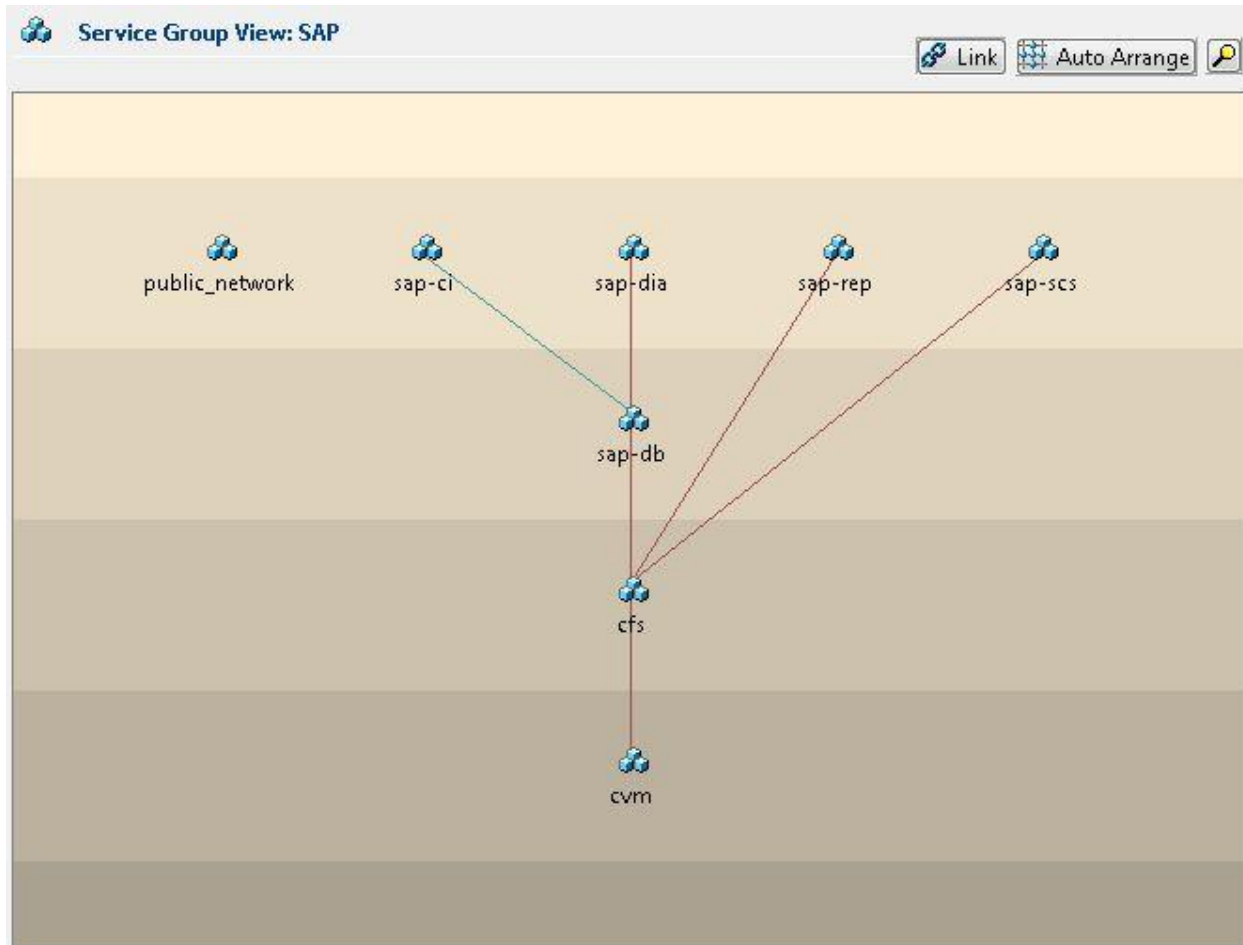 Service Group View: SAP
Link Auto Arrange
public_network sap-ci sap-dia sap-rep sap-scs
sap-db
cfs
cvm